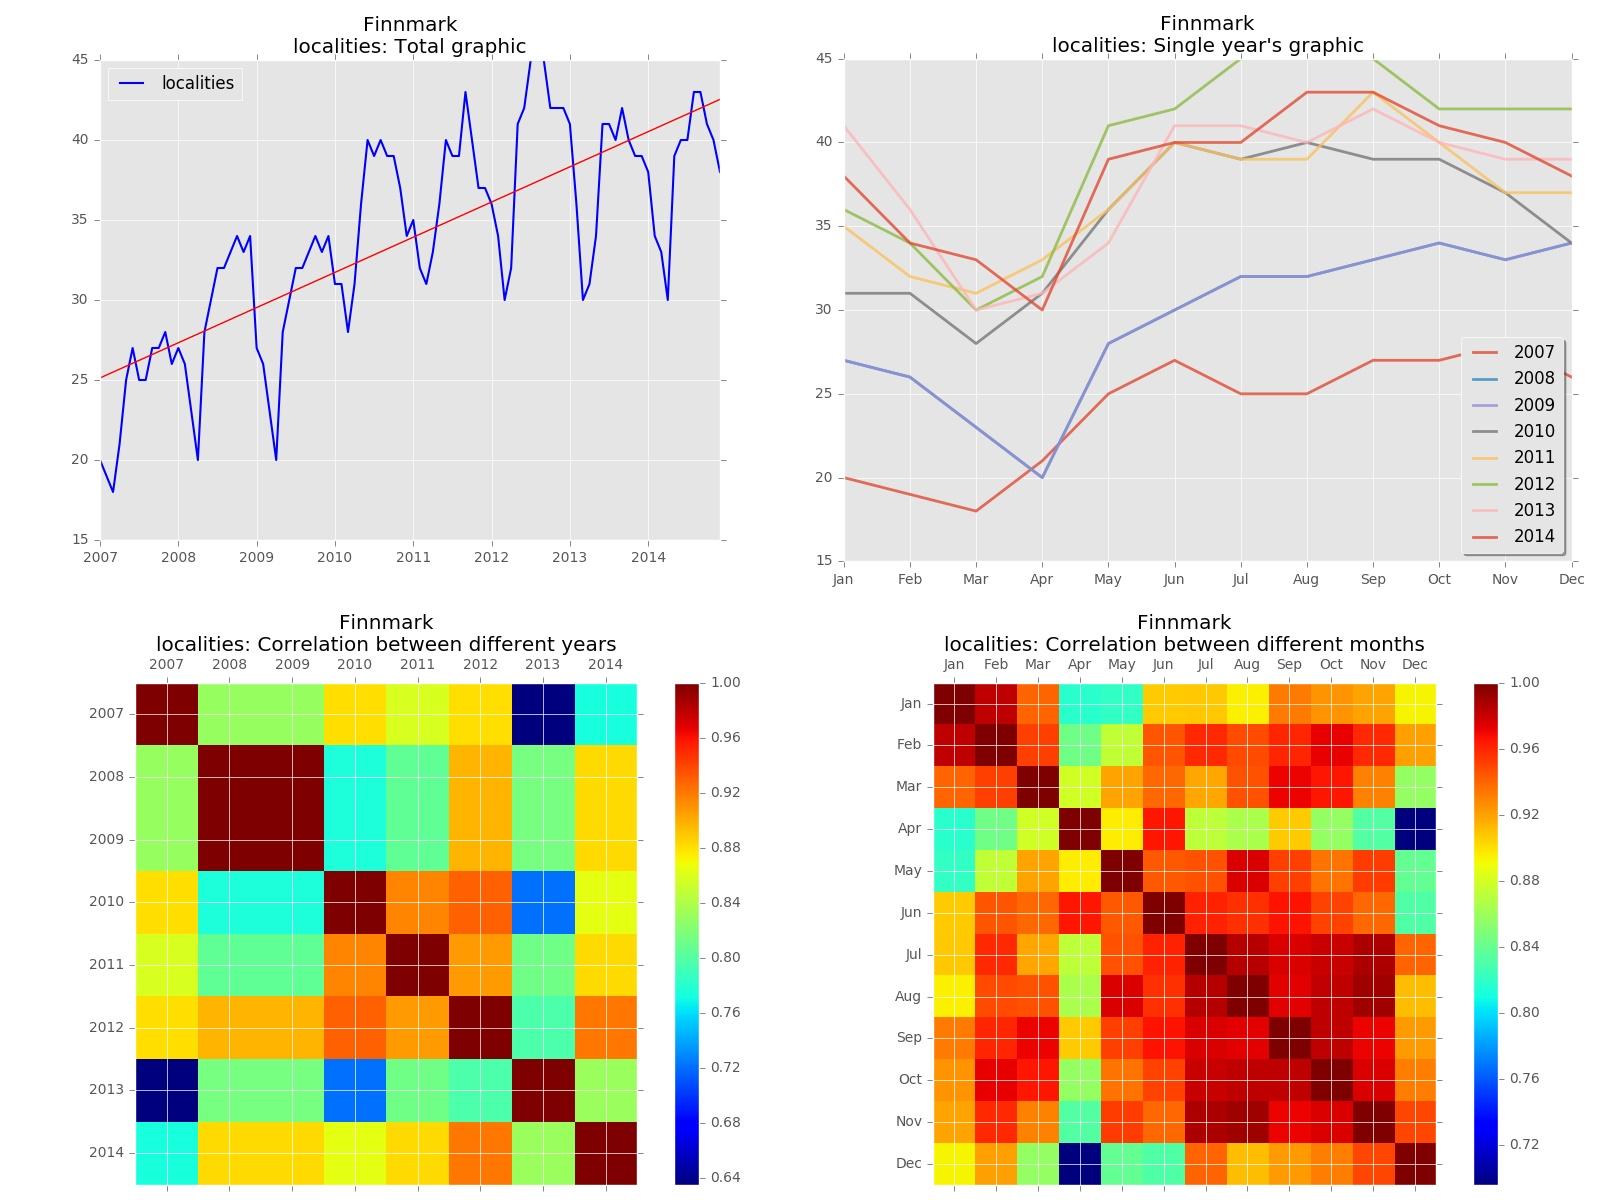 Finnmark
localities: Total graphic
45
40
35
30
25
20
15
localities
2007 2008 2009 2010 2011 2012 2013 2014
Finnmark
localities: Single year's graphic
45
40
35
30
25
20
15
2007
2008
2009
2010
2011
2012
2013
2014
Jan Feb Mar Apr May Jun Jul Aug Sep Oct Nov Dec
Finnmark
localities: Correlation between different years
2007 2008 2009 2010 2011 2012 2013 2014
2007
2008
2009
2010
2011
2012
2013
2014
1.00
0.96
0.92
0.88
0.84
0.80
0.76
0.72
0.68
0.64
Finnmark
localities: Correlation between different months
Jan Feb Mar Apr May Jun Jul Aug Sep Oct Nov Dec
Jan
Feb
Mar
Apr
May
Jun
Jul
Aug
Sep
Oct
Nov
Dec
1.00
0.96
0.92
0.88
0.84
0.80
0.76
0.72